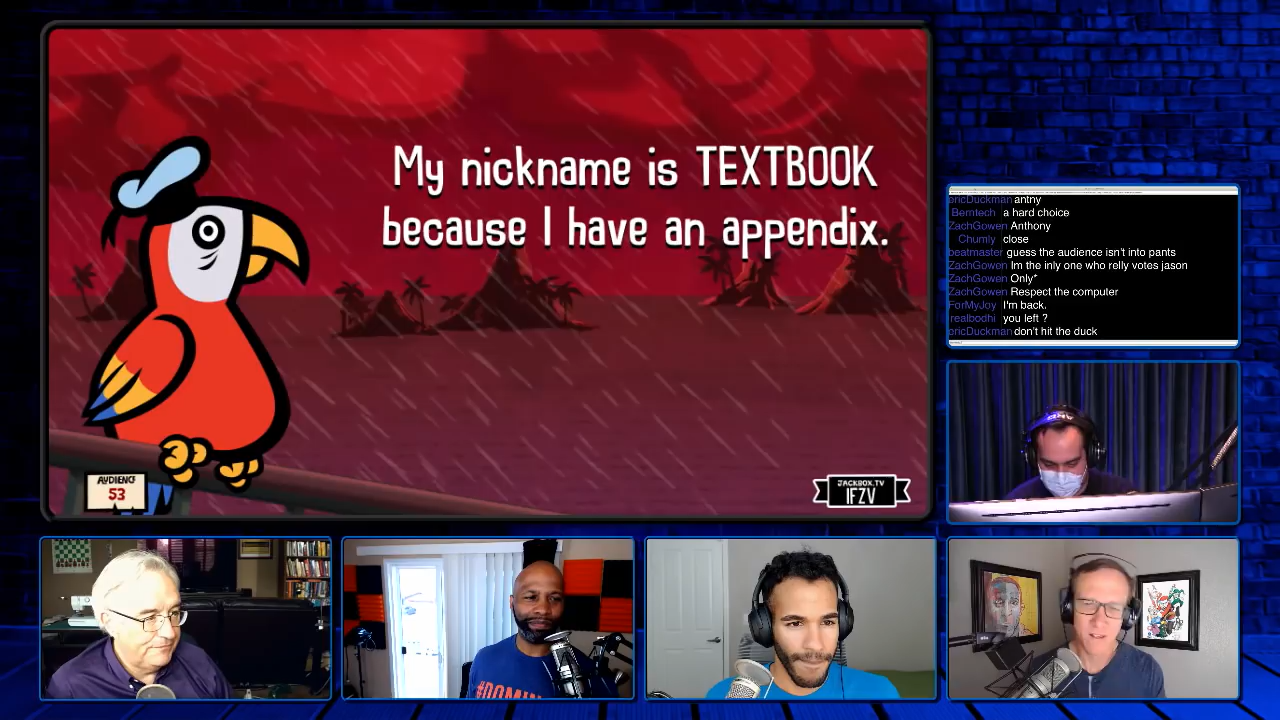 My nickname is TEXTBOOK
because I have an appendix.
AUDIENCE
53
JACKBOX.TV
IFZV
oricDuckman antny
Berntech a hard choice
ZachGowen Anthony
Chumly close
beatmaster guess the audience isn't into pants
ZachGowen Im the inly one who relly votes jason
ZachGowen Only*
ZachGowen Respect the computer
ForMyJoy I'm back.
realbodhi you left ?
oricDuckman don't hit the duck